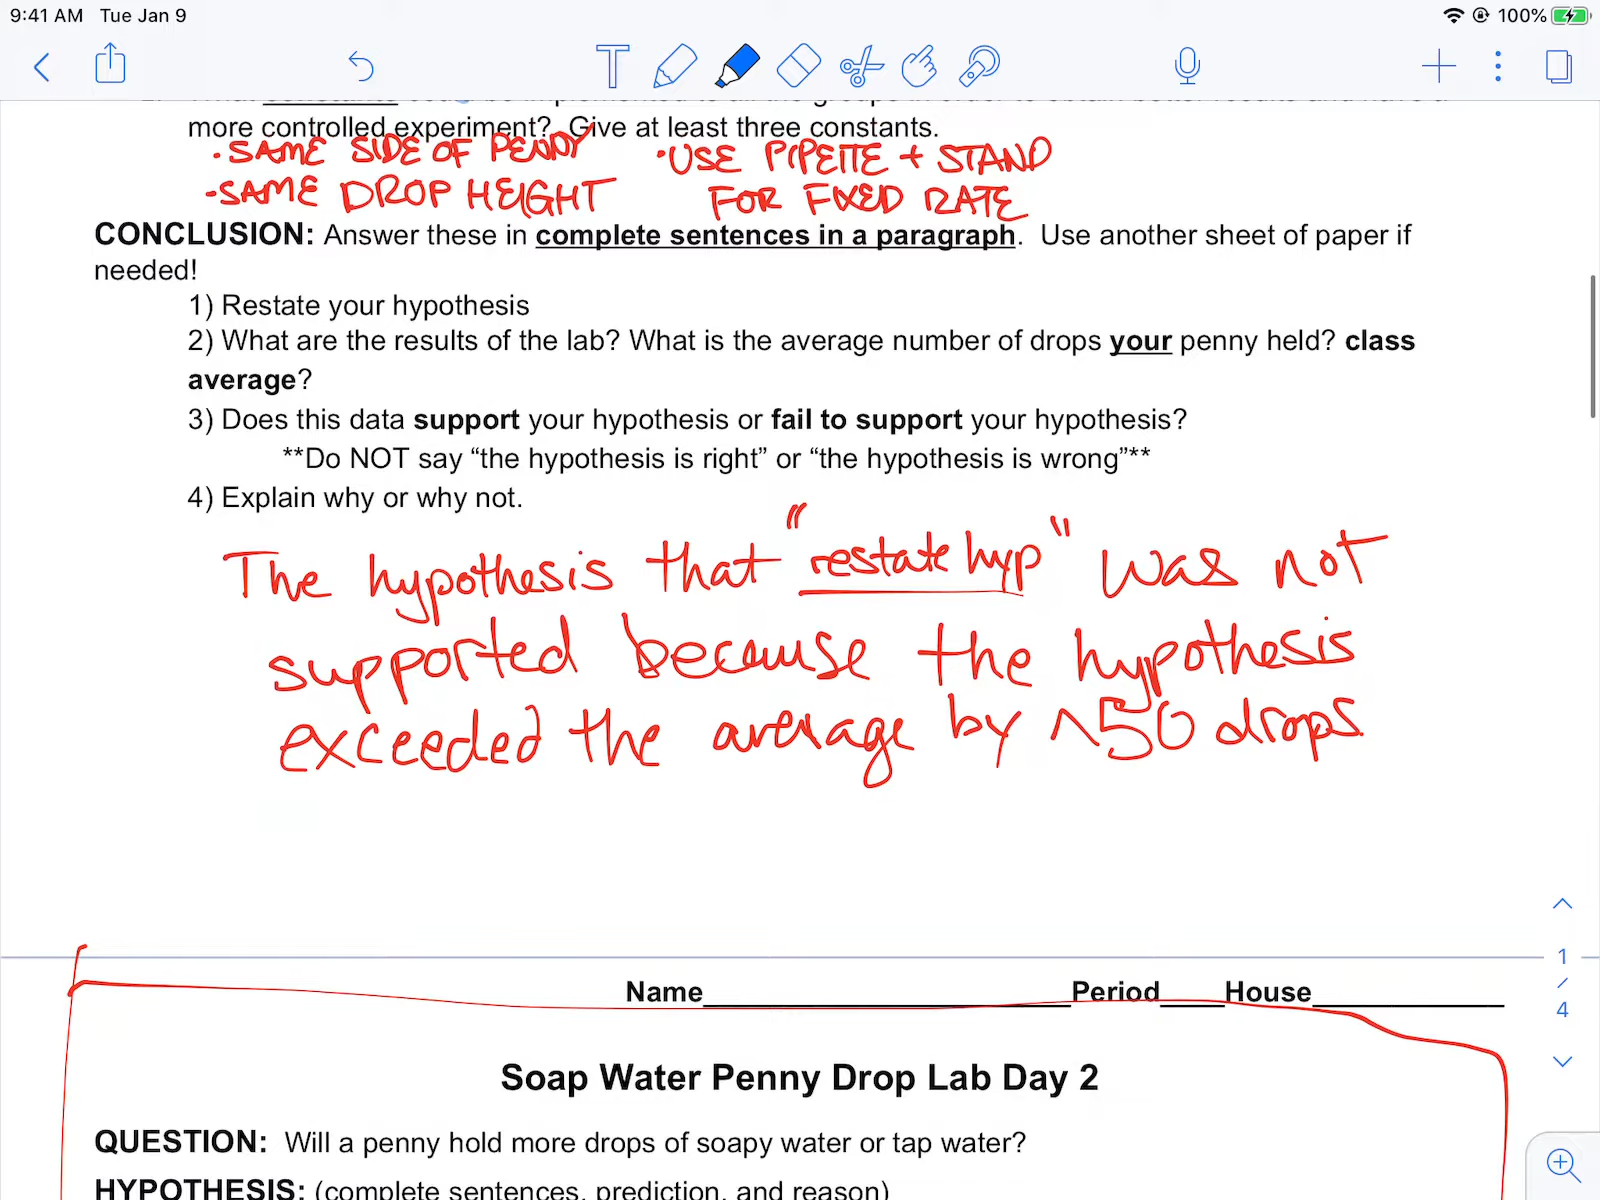 9:41 AM Tue Jan 9 100%
more controlled experiment? Give at least three constants.
· SAME SIDE OF PENNY · USE PIPETTE + STAND
- SAME DROP HEIGHT FOR FIXED RATE
CONCLUSION: Answer these in complete sentences in a paragraph. Use another sheet of paper if
needed!
1) Restate your hypothesis
2) What are the results of the lab? What is the average number of drops your penny held? class
average?
3) Does this data support your hypothesis or fail to support your hypothesis?
**Do NOT say “the hypothesis is right” or “the hypothesis is wrong”**
4) Explain why or why not.
The hypothesis that "restate hyp" was not
supported because the hypothesis
exceeded the average by ~50 drops.
1
/
4
Name Period House
Soap Water Penny Drop Lab Day 2
QUESTION: Will a penny hold more drops of soapy water or tap water?
HYPOTHESIS: (complete sentences, prediction, and reason)